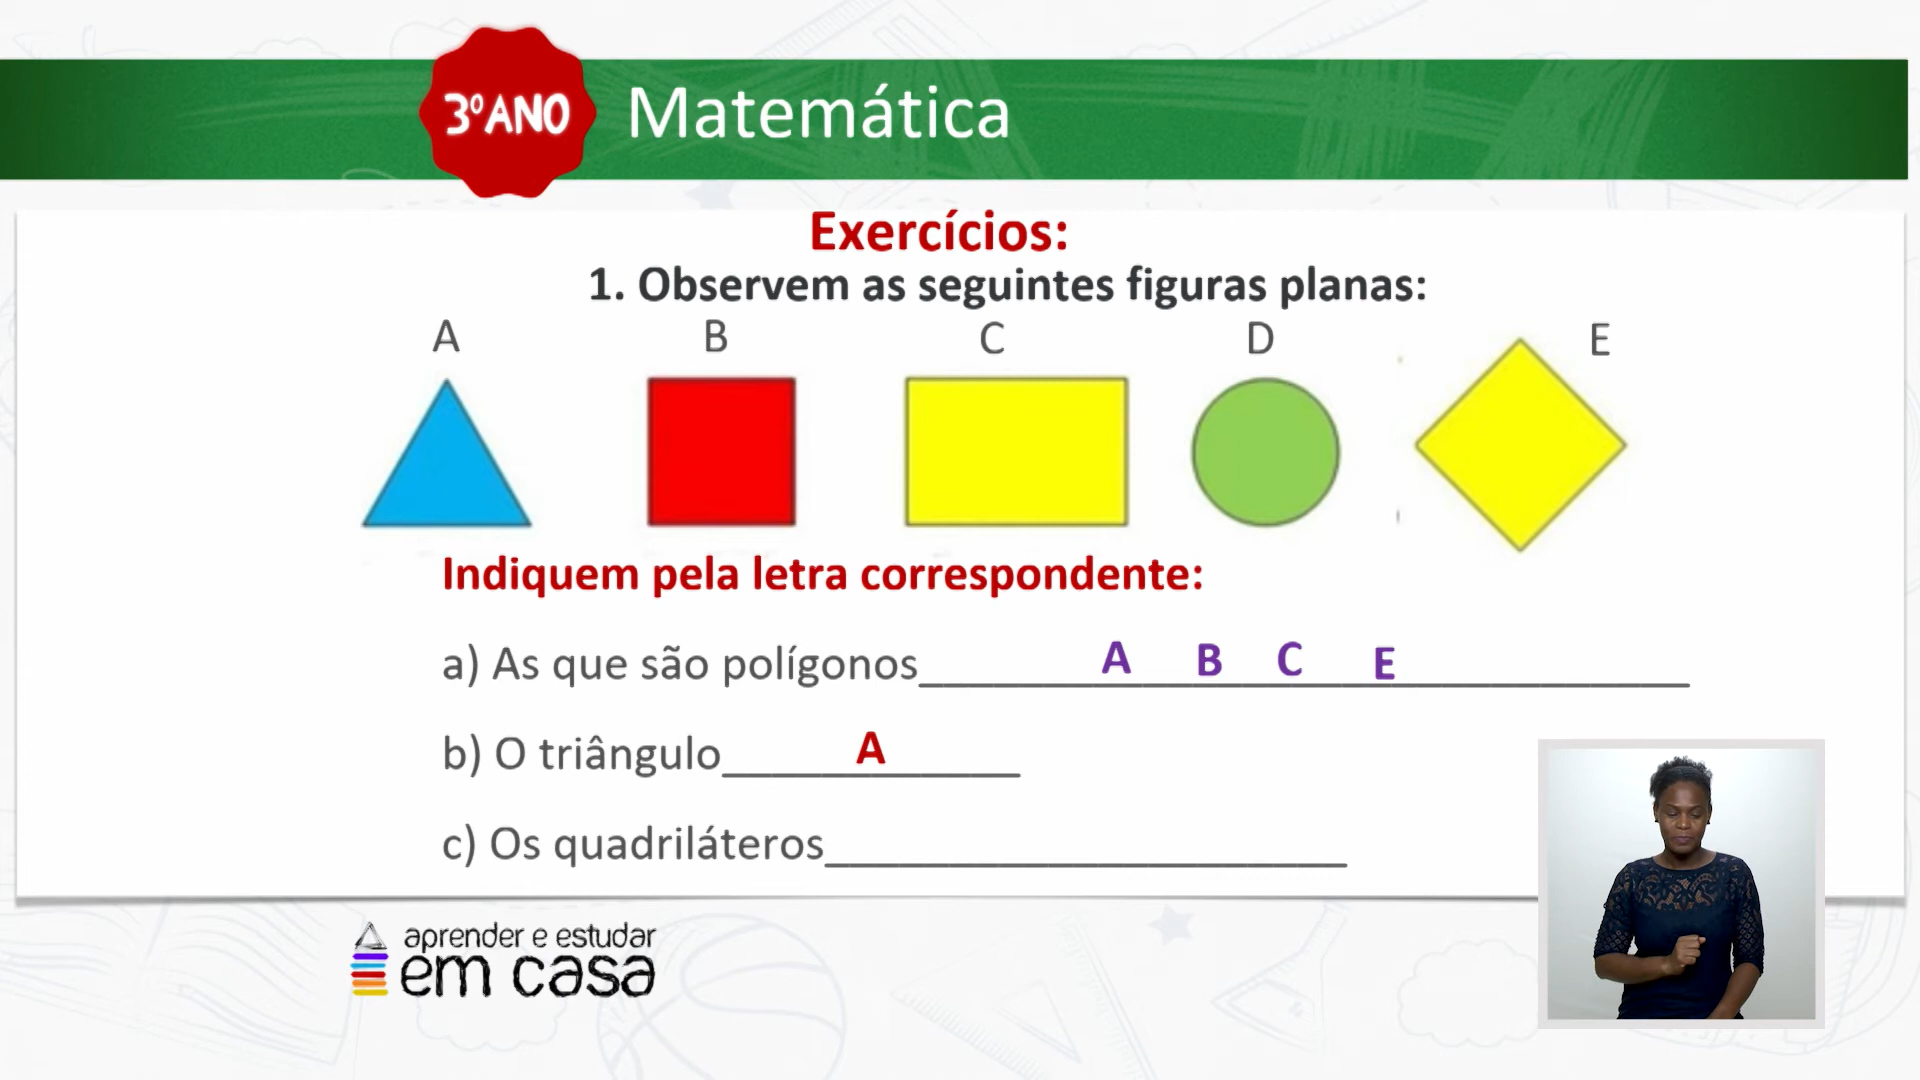 3ºANO
Matemática
Exercícios:
1. Observem as seguintes figuras planas:
A B C D E
Indiquem pela letra correspondente:
a) As que são polígonos A B C E
b) O triângulo A
c) Os quadriláteros
aprender e estudar
em casa